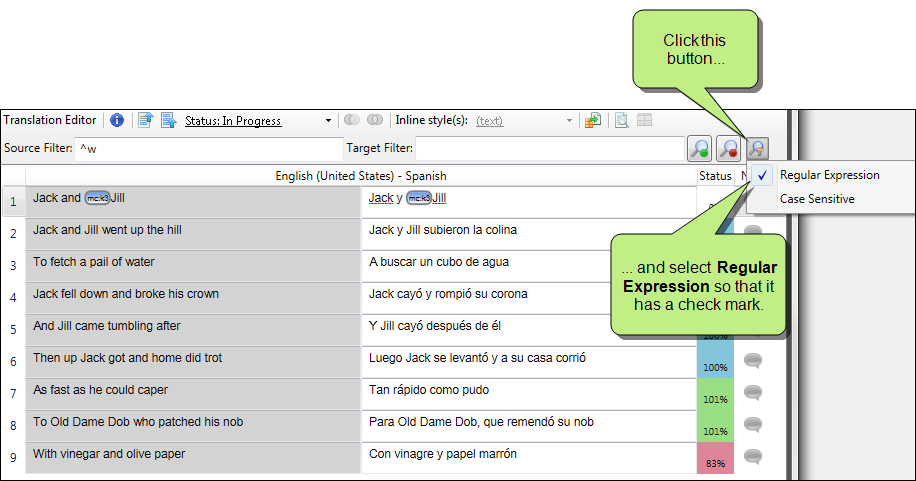 Click this
button...
Translation Editor Status: In Progress Inline style(s): (text)
Source Filter: ^w Target Filter:
English (United States) - Spanish Status N
Regular Expression
Case Sensitive
1 Jack and mc:k3 Jill Jack y mc:k3 Jill
2 Jack and Jill went up the hill Jack y Jill subieron la colina
3 To fetch a pail of water A buscar un cubo de agua
... and select Regular
Expression so that it
has a check mark.
4 Jack fell down and broke his crown Jack cayó y rompió su corona
5 And Jill came tumbling after Y Jill cayó después de él 100%
6 Then up Jack got and home did trot Luego Jack se levantó y a su casa corrió 100%
7 As fast as he could caper Tan rápido como pudo 101%
8 To Old Dame Dob who patched his nob Para Old Dame Dob, que remendó su nob 101%
9 With vinegar and olive paper Con vinagre y papel marrón 83%